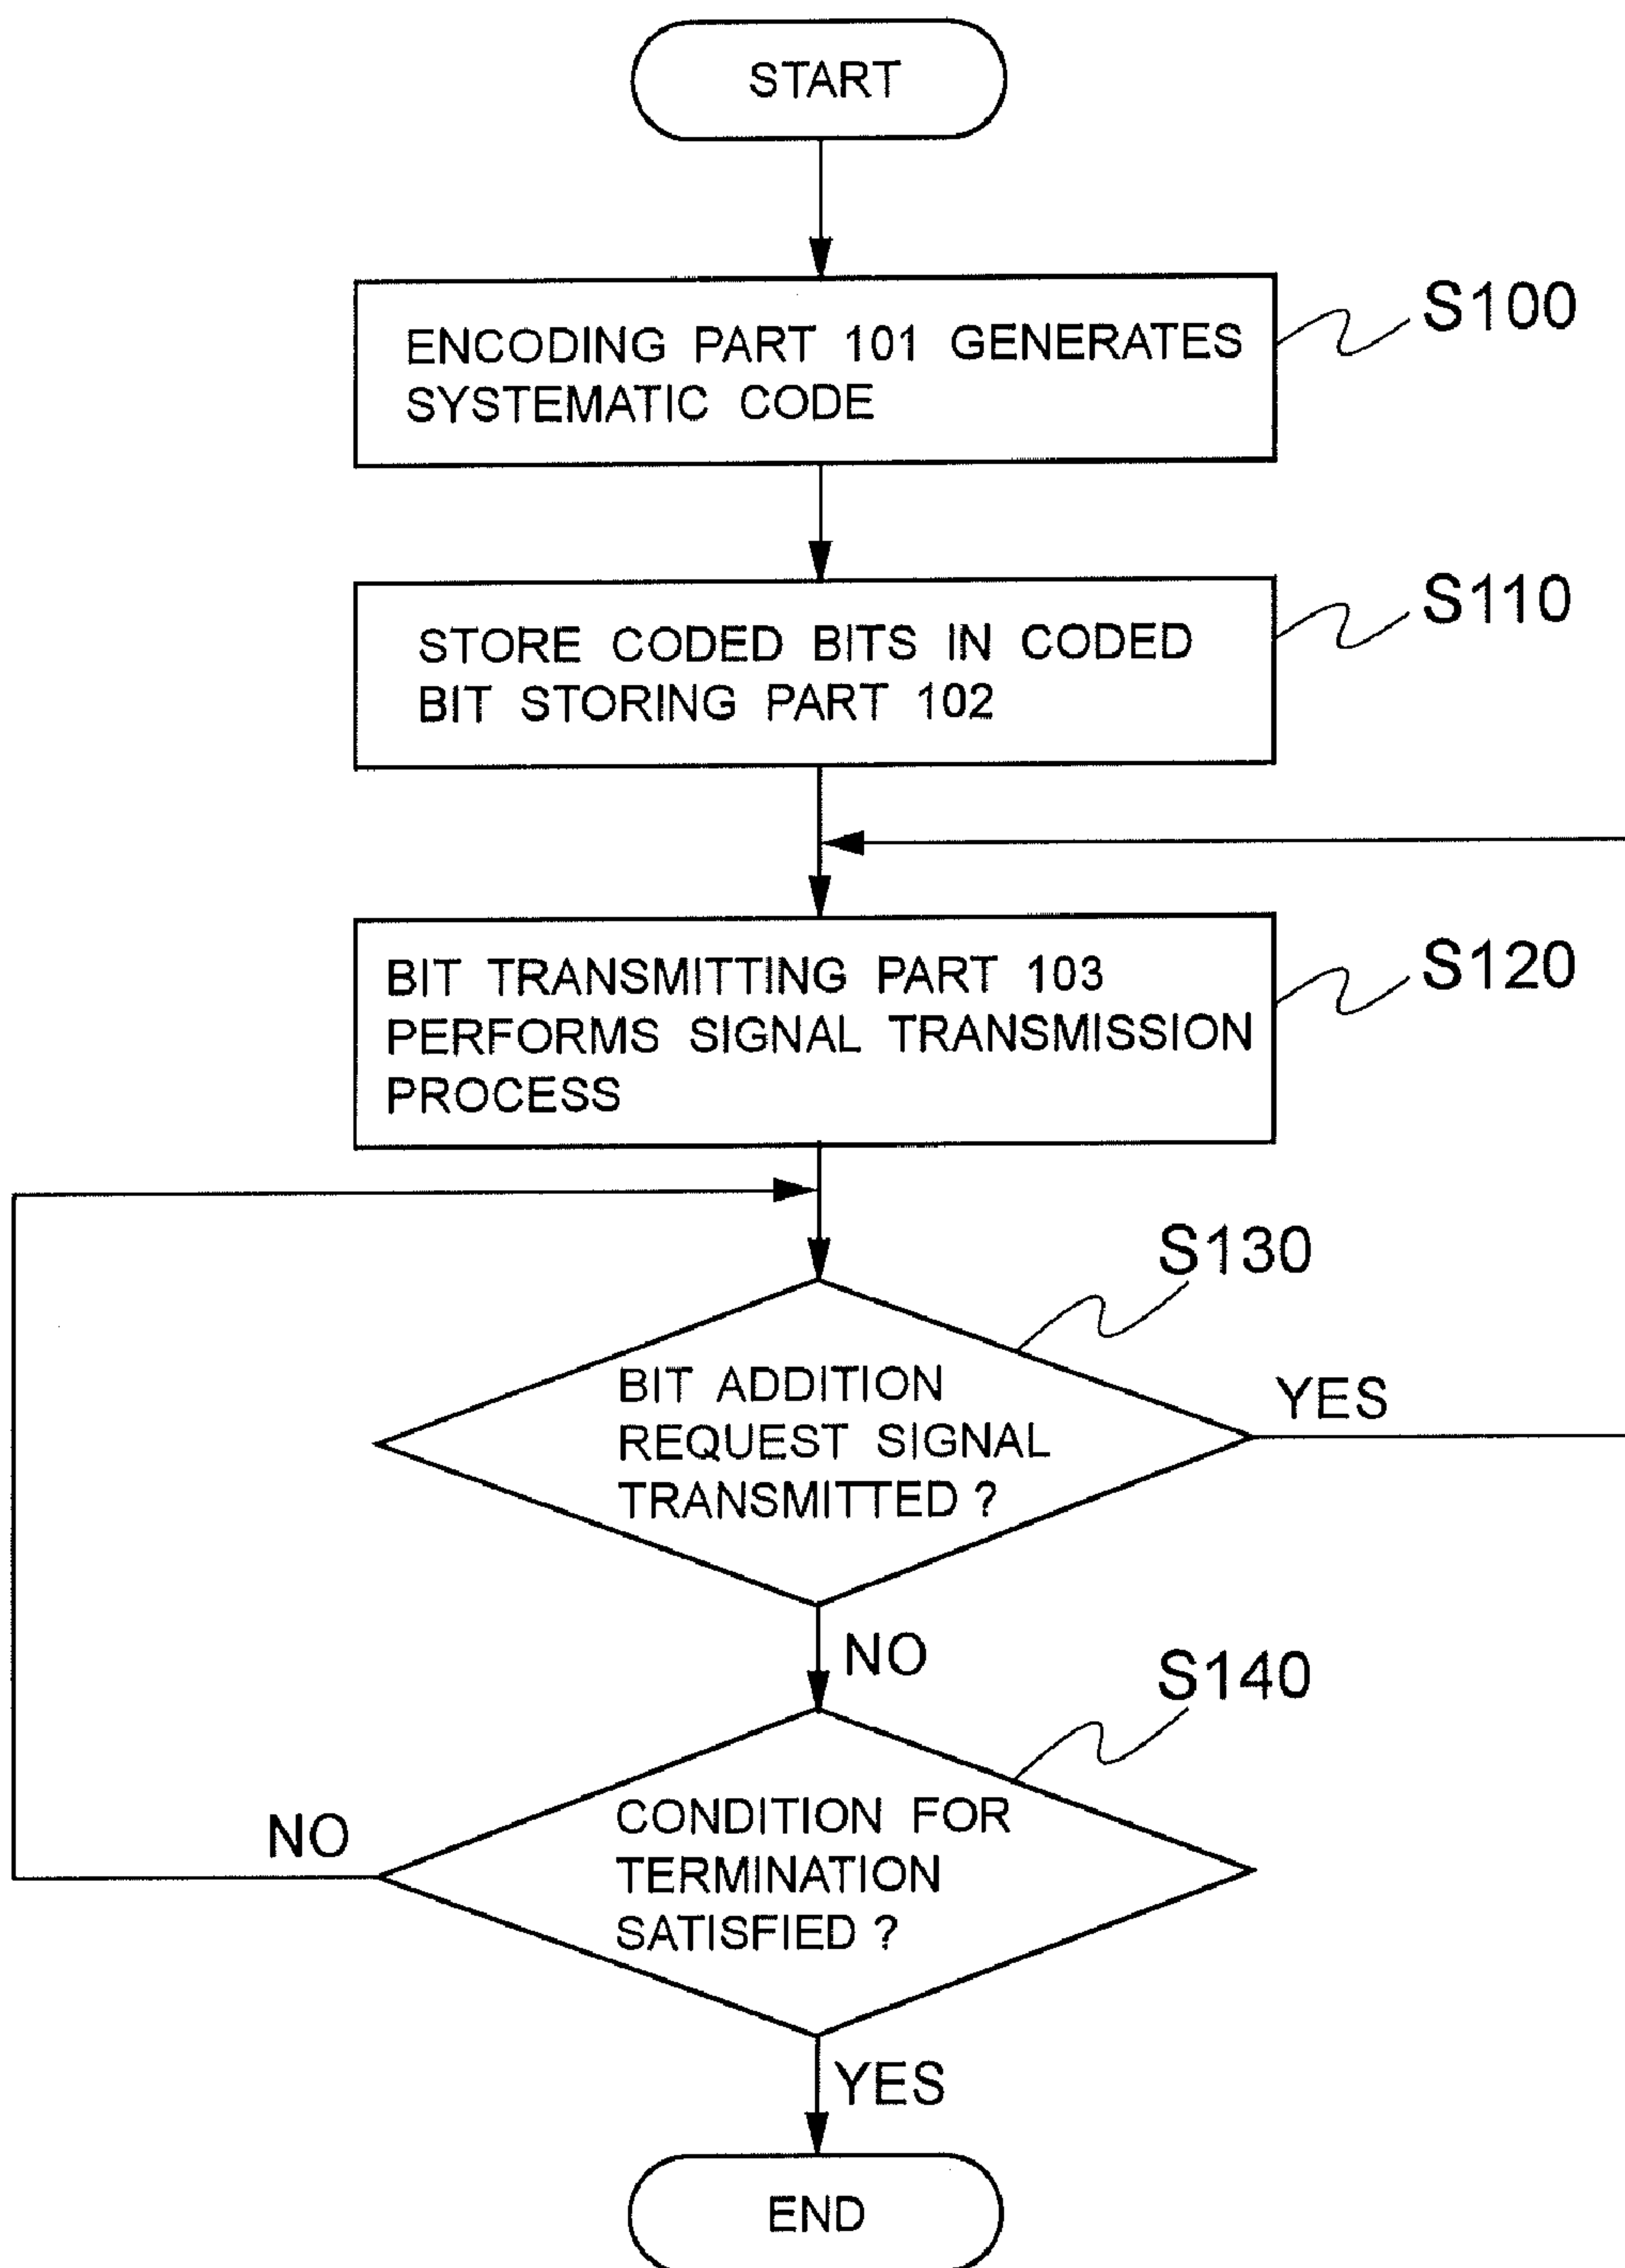 START
ENCODING PART 101 GENERATES
SYSTEMATIC CODE
S100
STORE CODED BITS IN CODED
BIT STORING PART 102
S110
BIT TRANSMITTING PART 103
PERFORMS SIGNAL TRANSMISSION
PROCESS
S120
S130
BIT ADDITION
REQUEST SIGNAL
TRANSMITTED ?
YES
NO
S140
CONDITION FOR
TERMINATION
SATISFIED ?
NO
YES
END